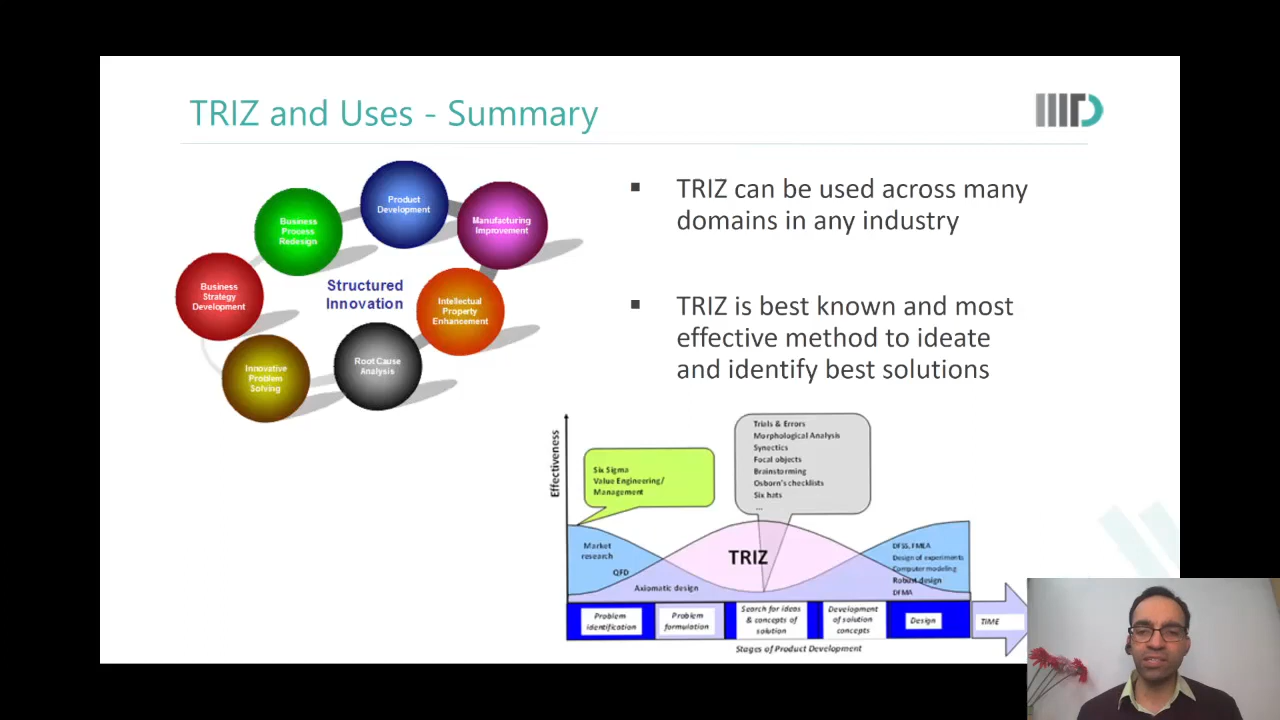 TRIZ and Uses - Summary
Product
Development
Business
Process
Redesign
Manufacturing
Improvement
Business
Strategy
Development
Structured
Innovation
Intellectual
Property
Enhancement
Innovative
Problem
Solving
Root Cause
Analysis
▪ TRIZ can be used across many
domains in any industry
▪ TRIZ is best known and most
effective method to ideate
and identify best solutions
Effectiveness
Six Sigma
Value Engineering/
Management
Trials & Errors
Morphological Analysis
Synectics
Focal objects
Brainstorming
Osborn's checklists
Six hats
...
Market
research
QFD
Axiomatic design
TRIZ
DFSS, FMEA
Design of experiments
Computer modeling
Robust design
DFMA
Problem
identification
Problem
formulation
Search for ideas
& concepts of
solution
Development
of solution
concepts
Design
TIME
Stages of Product Development